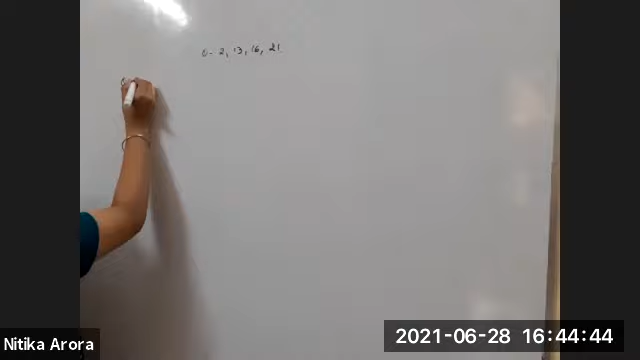 Q- 2, 13, 16, 21
Nitika Arora
2021-06-28 16:44:44